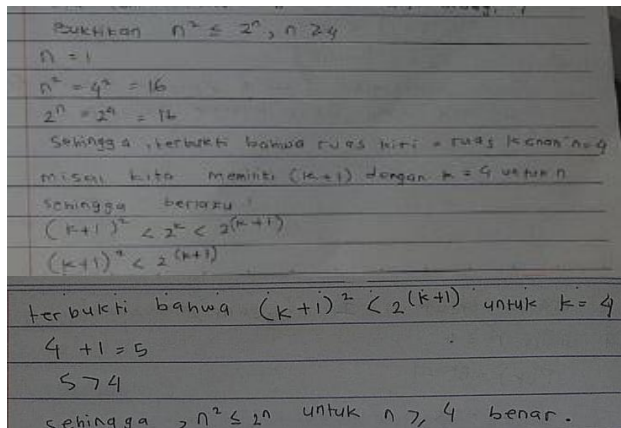 Buktikan n² ≤ 2ⁿ, n ≥ 4
n = 1
n² = 4² = 16
2ⁿ = 2⁴ = 16
Sehingga, terbukti bahwa ruas kiri = ruas kanan n=4
misal kita memiliki (k+1) dengan k = 4 untuk n
sehingga berlaku
(k+1)² < 2ᵏ < 2⁽ᵏ⁺¹⁾
(k+1)² < 2⁽ᵏ⁺¹⁾
terbukti bahwa (k+1)² < 2⁽ᵏ⁺¹⁾ untuk k = 4
4 + 1 = 5
5 > 4
sehingga, n² ≤ 2ⁿ untuk n ≥ 4 benar.